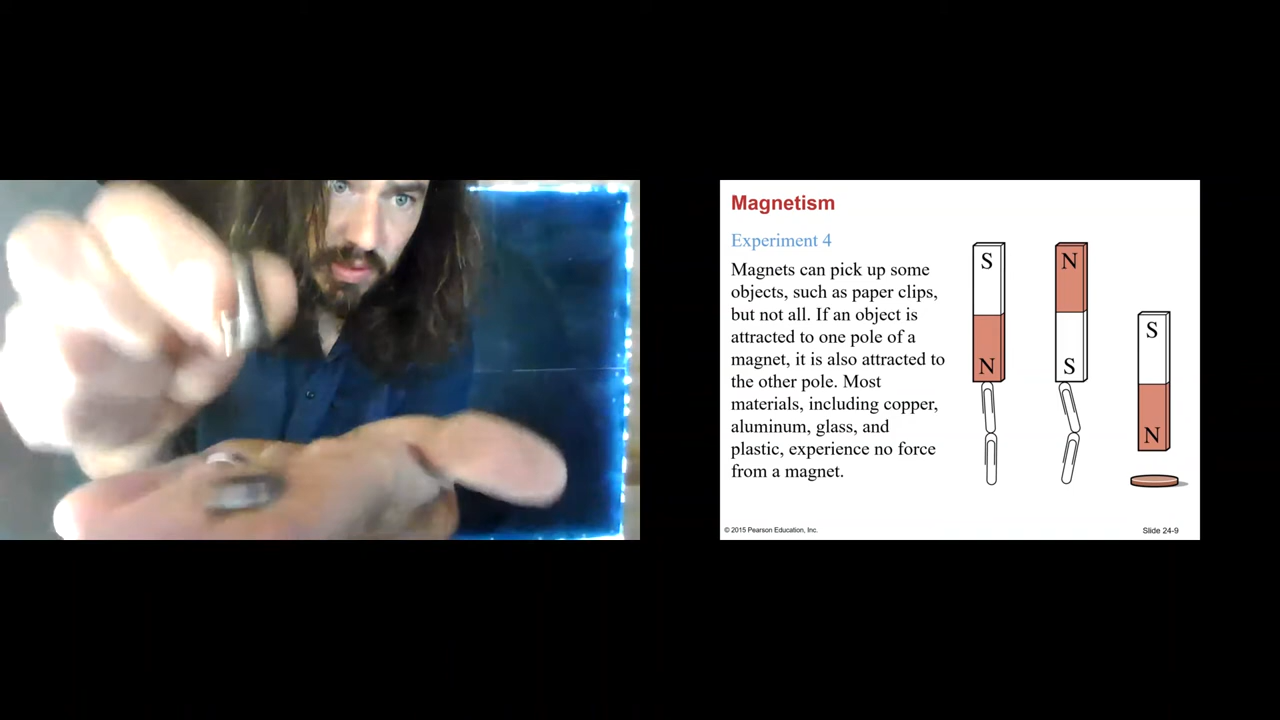 Magnetism
Experiment 4
Magnets can pick up some
objects, such as paper clips,
but not all. If an object is
attracted to one pole of a
magnet, it is also attracted to
the other pole. Most
materials, including copper,
aluminum, glass, and
plastic, experience no force
from a magnet.
S
N
N
S
S
N
© 2015 Pearson Education, Inc.
Slide 24-9